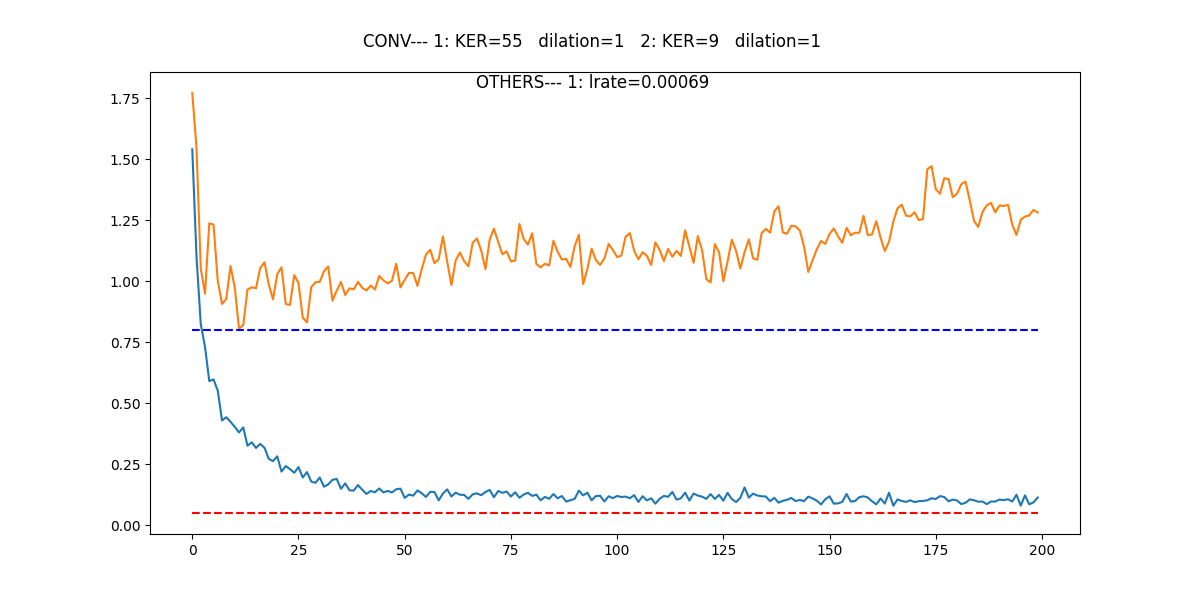 CONV--- 1: KER=55   dilation=1   2: KER=9   dilation=1
OTHERS--- 1: lrate=0.00069
1.75
1.50
1.25
1.00
0.75
0.50
0.25
0.00
0 25 50 75 100 125 150 175 200